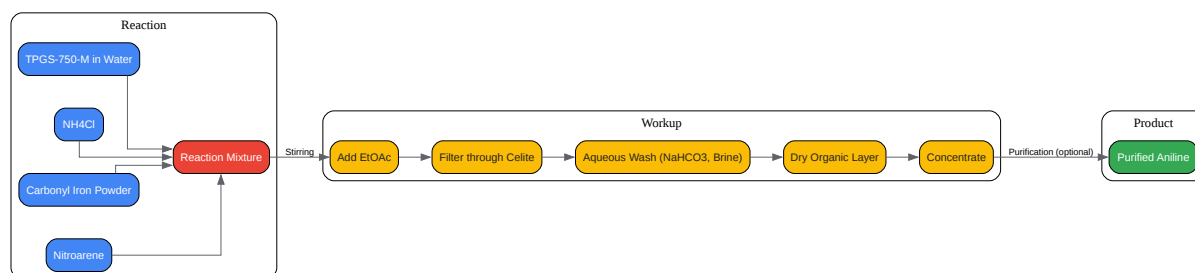 Reaction
TPGS-750-M in Water
NH4Cl
Reaction Mixture
Carbonyl Iron Powder
Nitroarene
Stirring
Workup
Add EtOAc
Filter through Celite
Aqueous Wash (NaHCO3, Brine)
Dry Organic Layer
Concentrate
Purification (optional)
Product
Purified Aniline